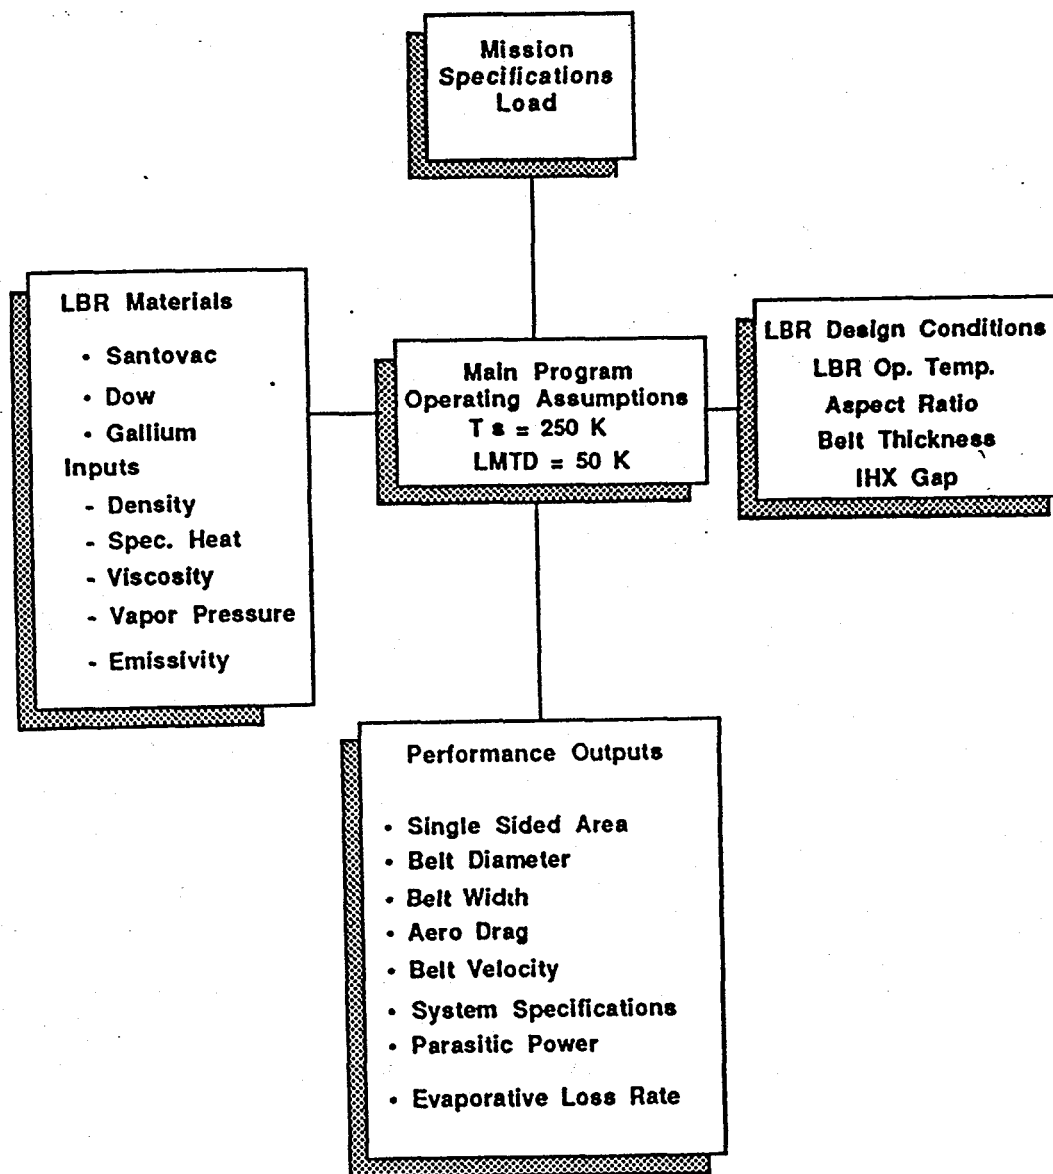 Mission
Specifications
Load
LBR Materials
• Santovac
• Dow
• Gallium
Inputs
- Density
- Spec. Heat
- Viscosity
- Vapor Pressure
- Emissivity
Main Program
Operating Assumptions
T s = 250 K
LMTD = 50 K
LBR Design Conditions
LBR Op. Temp.
Aspect Ratio
Belt Thickness
IHX Gap
Performance Outputs
• Single Sided Area
• Belt Diameter
• Belt Width
• Aero Drag
• Belt Velocity
• System Specifications
• Parasitic Power
• Evaporative Loss Rate